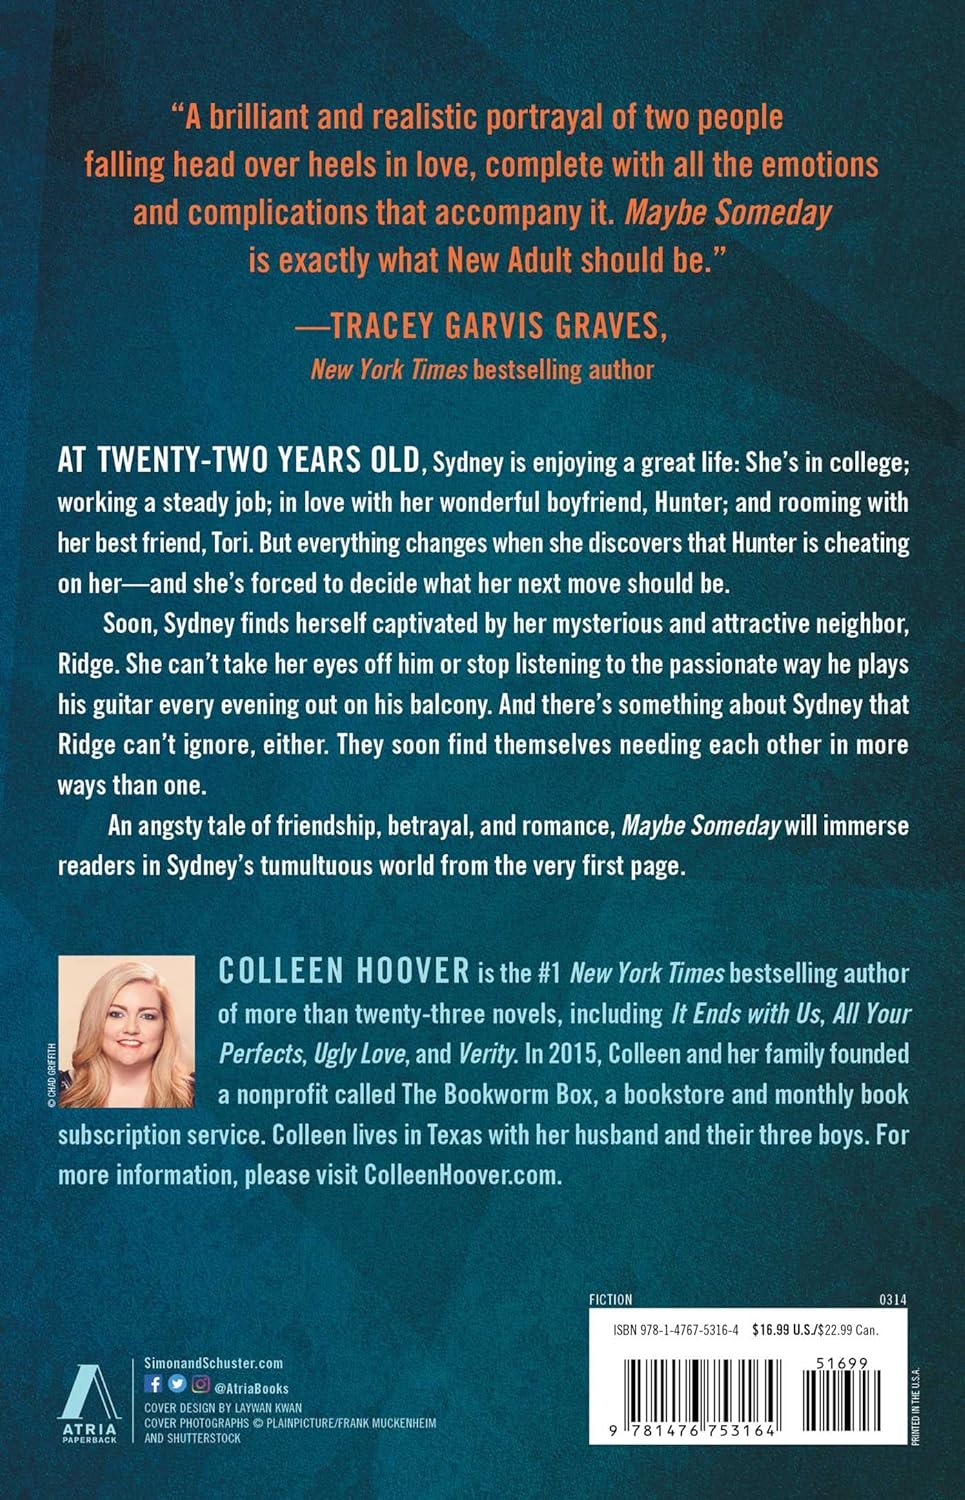 “A brilliant and realistic portrayal of two people
falling head over heels in love, complete with all the emotions
and complications that accompany it. Maybe Someday
is exactly what New Adult should be.”
—TRACEY GARVIS GRAVES,
New York Times bestselling author
AT TWENTY-TWO YEARS OLD, Sydney is enjoying a great life: She’s in college;
working a steady job; in love with her wonderful boyfriend, Hunter; and rooming with
her best friend, Tori. But everything changes when she discovers that Hunter is cheating
on her—and she’s forced to decide what her next move should be.
Soon, Sydney finds herself captivated by her mysterious and attractive neighbor,
Ridge. She can’t take her eyes off him or stop listening to the passionate way he plays
his guitar every evening out on his balcony. And there’s something about Sydney that
Ridge can’t ignore, either. They soon find themselves needing each other in more
ways than one.
An angsty tale of friendship, betrayal, and romance, Maybe Someday will immerse
readers in Sydney’s tumultuous world from the very first page.
COLLEEN HOOVER is the #1 New York Times bestselling author
of more than twenty-three novels, including It Ends with Us, All Your
Perfects, Ugly Love, and Verity. In 2015, Colleen and her family founded
a nonprofit called The Bookworm Box, a bookstore and monthly book
subscription service. Colleen lives in Texas with her husband and their three boys. For
more information, please visit ColleenHoover.com.
© CHAD GRIFFITH
FICTION 0314
ISBN 978-1-4767-5316-4 $16.99 U.S./$22.99 Can.
51699
9 781476 753164
PRINTED IN THE U.S.A.
ATRIA
PAPERBACK
SimonandSchuster.com
@AtriaBooks
COVER DESIGN BY LAYWAN KWAN
COVER PHOTOGRAPHS © PLAINPICTURE/FRANK MUCKENHEIM
AND SHUTTERSTOCK